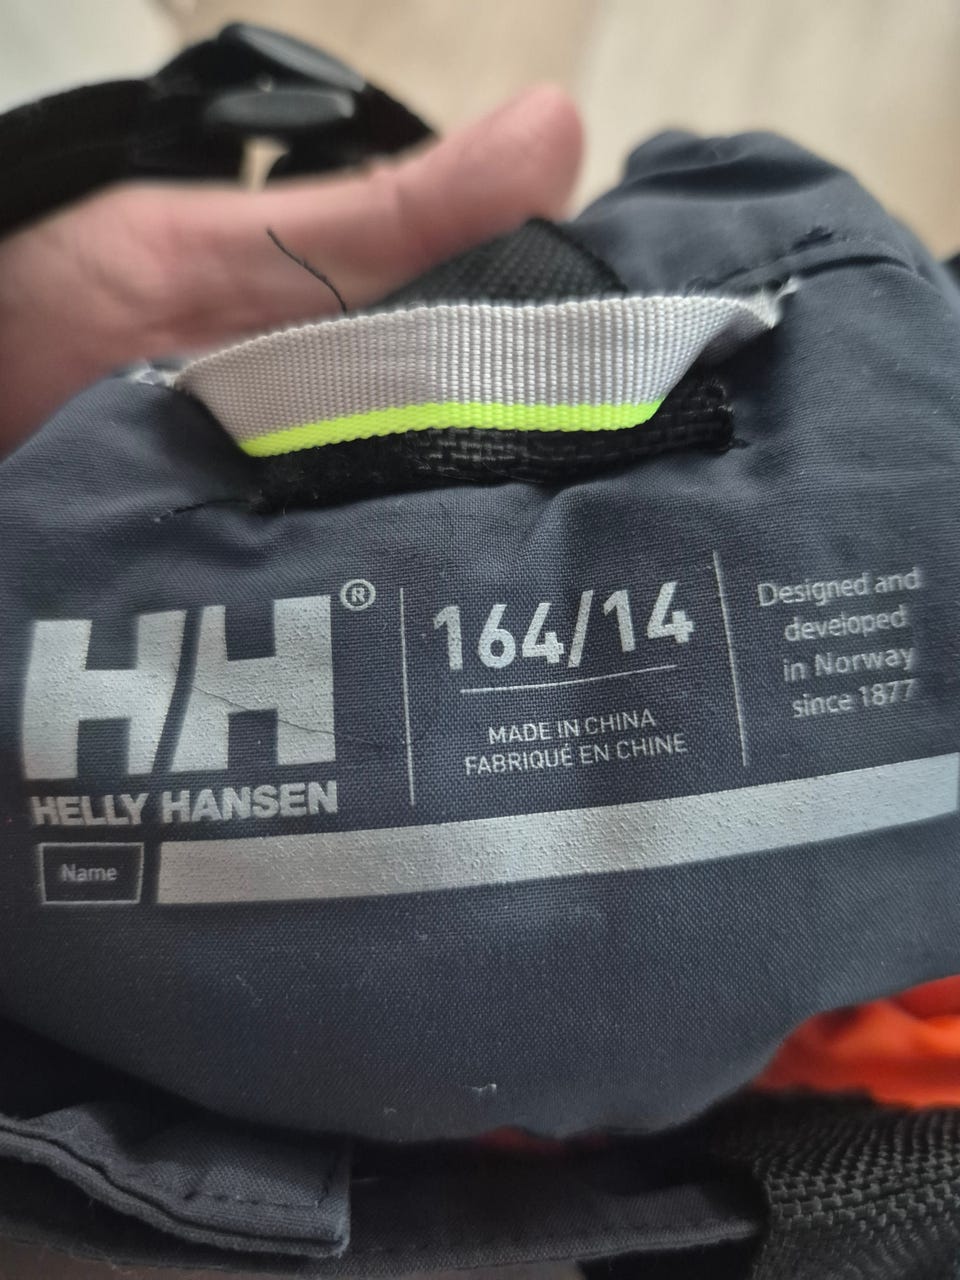 HH®
HELLY HANSEN
Name
164/14
MADE IN CHINA
FABRIQUÉ EN CHINE
Designed and
developed
in Norway
since 1877